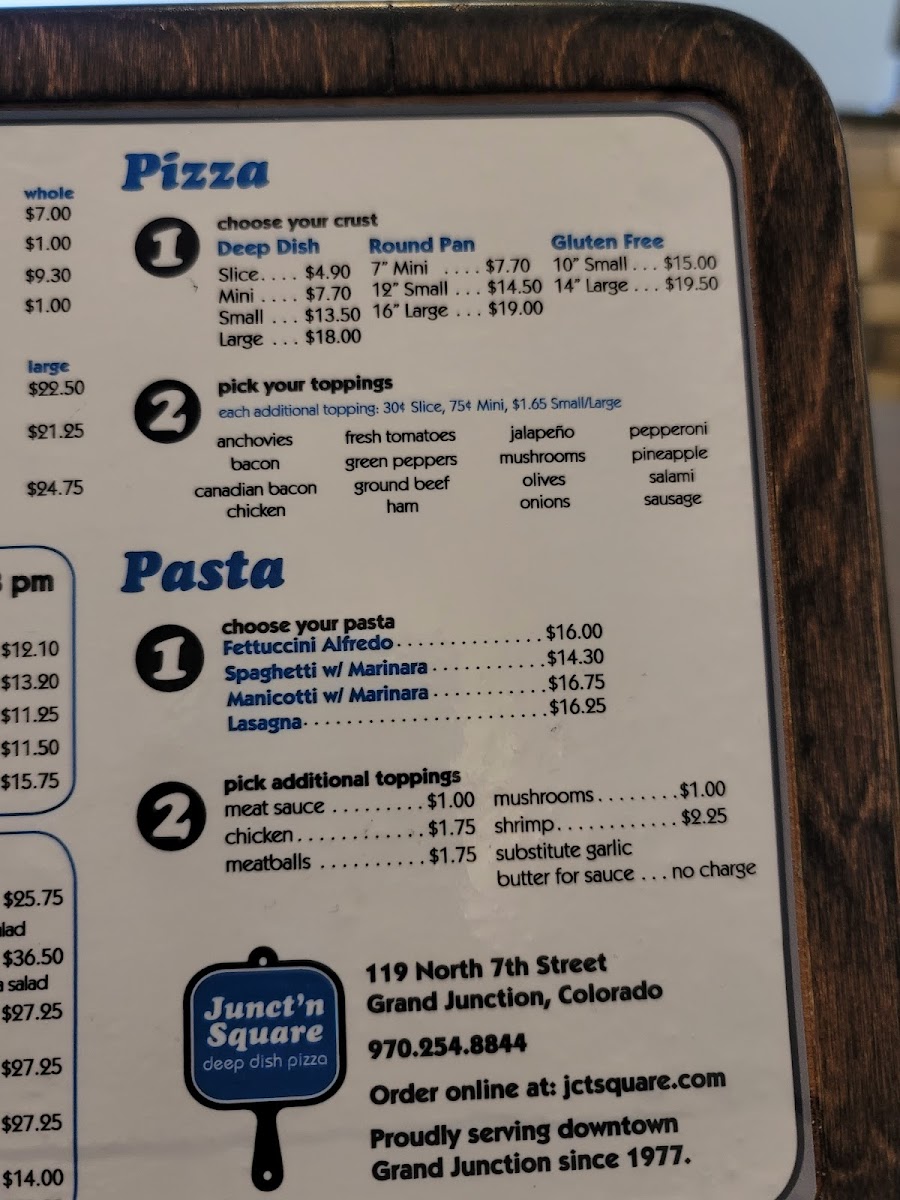 whole
$7.00
$1.00
$9.30
$1.00
large
$22.50
$21.25
$24.75
pm
$12.10
$13.20
$11.25
$11.50
$15.75
$25.75
$36.50
salad
$27.25
$27.25
$27.25
$14.00
Pizza
1 choose your crust
Deep Dish Round Pan Gluten Free
Slice.... $4.90 7" Mini .... $7.70 10" Small ... $15.00
Mini .... $7.70 12" Small ... $14.50 14" Large ... $19.50
Small ... $13.50 16" Large ... $19.00
Large ... $18.00
2 pick your toppings
each additional topping: 30¢ Slice, 75¢ Mini, $1.65 Small/Large
anchovies fresh tomatoes jalapeño pepperoni
bacon green peppers mushrooms pineapple
canadian bacon ground beef olives salami
chicken ham onions sausage
Pasta
1 choose your pasta
Fettuccini Alfredo.............. $16.00
Spaghetti w/ Marinara ...........$14.30
Manicotti w/ Marinara ...........$16.75
Lasagna.......................$16.25
2 pick additional toppings
meat sauce .........$1.00 mushrooms........$1.00
chicken............$1.75 shrimp............$2.25
meatballs ..........$1.75 substitute garlic
butter for sauce ... no charge
Junct'n
Square
deep dish pizza
119 North 7th Street
Grand Junction, Colorado
970.254.8844
Order online at: jctsquare.com
Proudly serving downtown
Grand Junction since 1977.